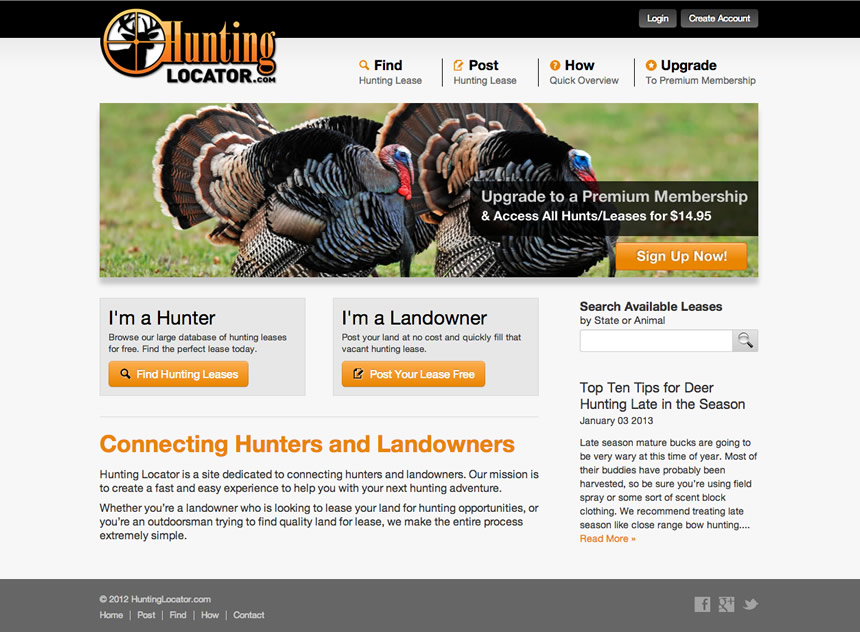 Login
Create Account
Hunting
LOCATOR.COM
Find
Hunting Lease
Post
Hunting Lease
How
Quick Overview
Upgrade
To Premium Membership
Upgrade to a Premium Membership
& Access All Hunts/Leases for $14.95
Sign Up Now!
I'm a Hunter
Browse our large database of hunting leases
for free. Find the perfect lease today.
Find Hunting Leases
I'm a Landowner
Post your land at no cost and quickly fill that
vacant hunting lease.
Post Your Lease Free
Search Available Leases
by State or Animal
Connecting Hunters and Landowners
Hunting Locator is a site dedicated to connecting hunters and landowners. Our mission is
to create a fast and easy experience to help you with your next hunting adventure.
Whether you're a landowner who is looking to lease your land for hunting opportunities, or
you're an outdoorsman trying to find quality land for lease, we make the entire process
extremely simple.
Top Ten Tips for Deer
Hunting Late in the Season
January 03 2013
Late season mature bucks are going to
be very wary at this time of year. Most of
their buddies have probably been
harvested, so be sure you're using field
spray or some sort of scent block
clothing. We recommend treating late
season like close range bow hunting....
Read More »
© 2012 HuntingLocator.com
Home | Post | Find | How | Contact